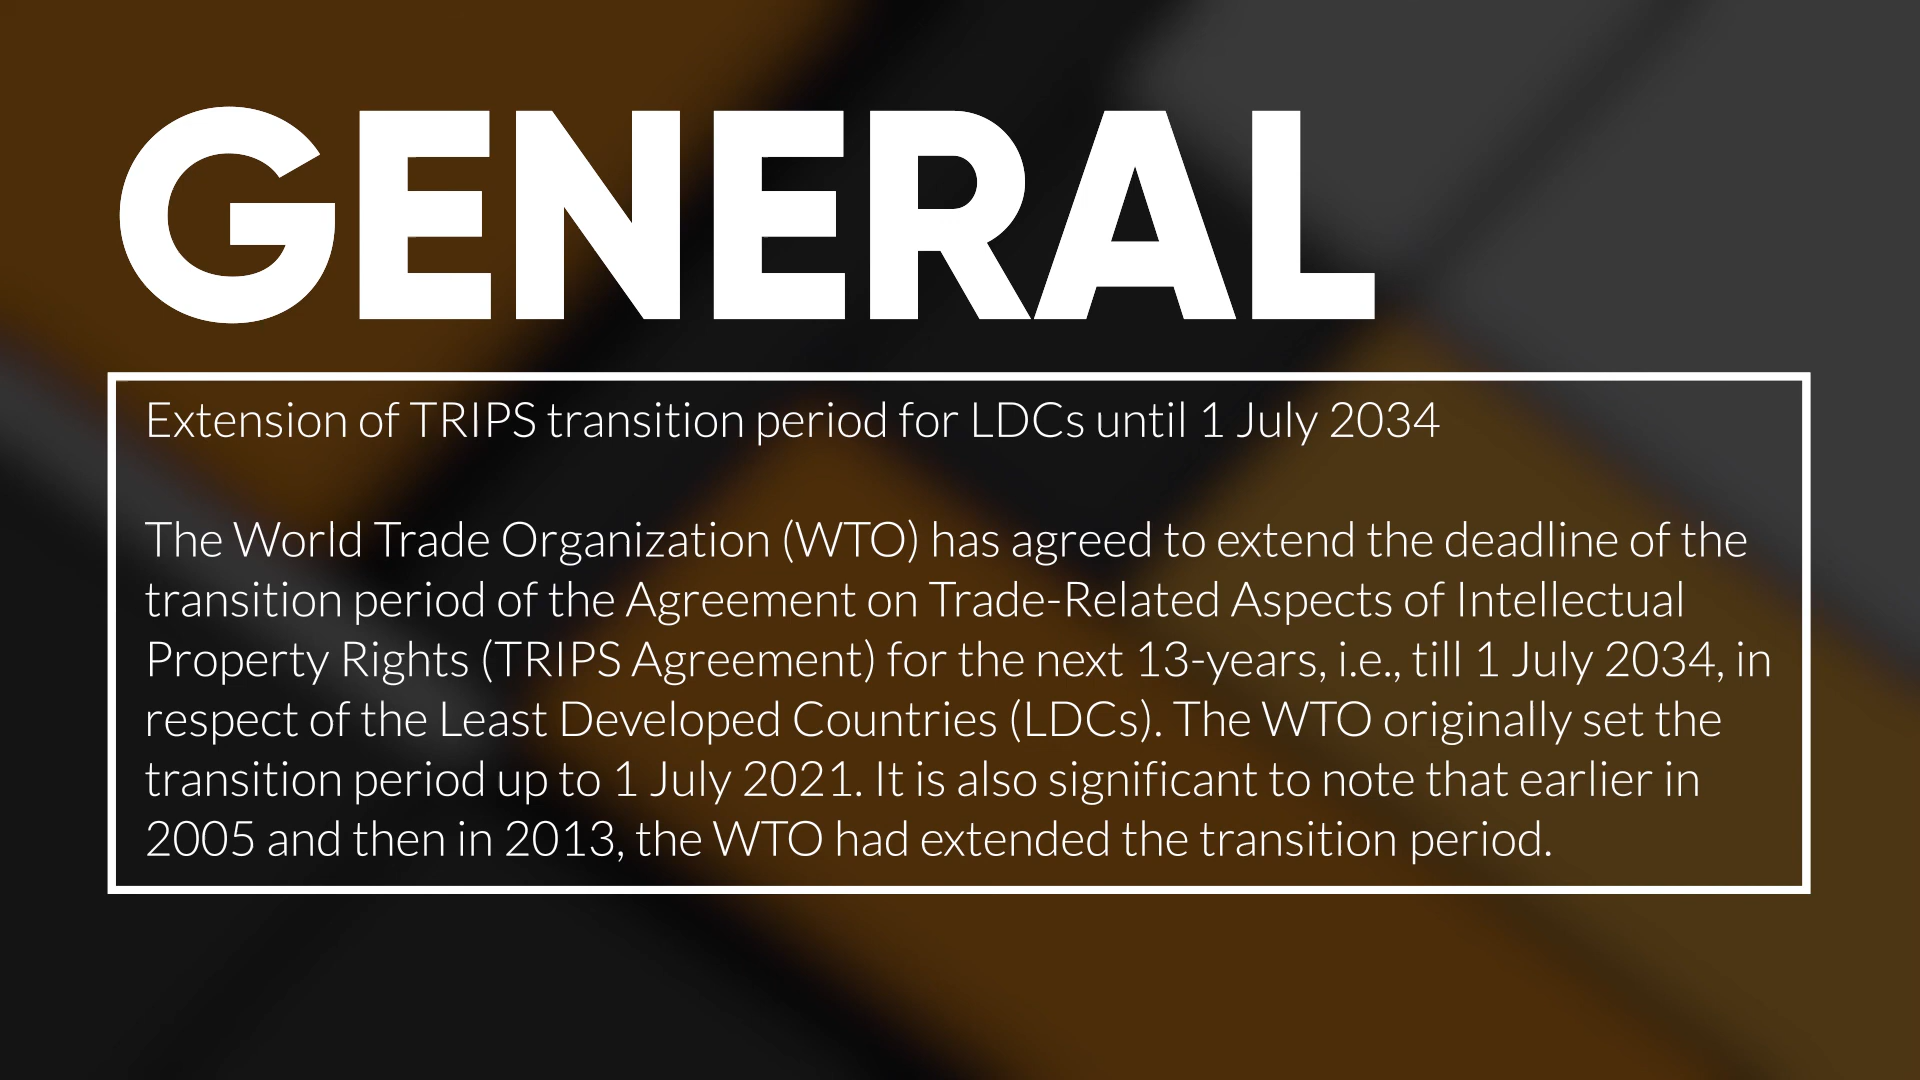 GENERAL
Extension of TRIPS transition period for LDCs until 1 July 2034
The World Trade Organization (WTO) has agreed to extend the deadline of the
transition period of the Agreement on Trade-Related Aspects of Intellectual
Property Rights (TRIPS Agreement) for the next 13-years, i.e., till 1 July 2034, in
respect of the Least Developed Countries (LDCs). The WTO originally set the
transition period up to 1 July 2021. It is also significant to note that earlier in
2005 and then in 2013, the WTO had extended the transition period.